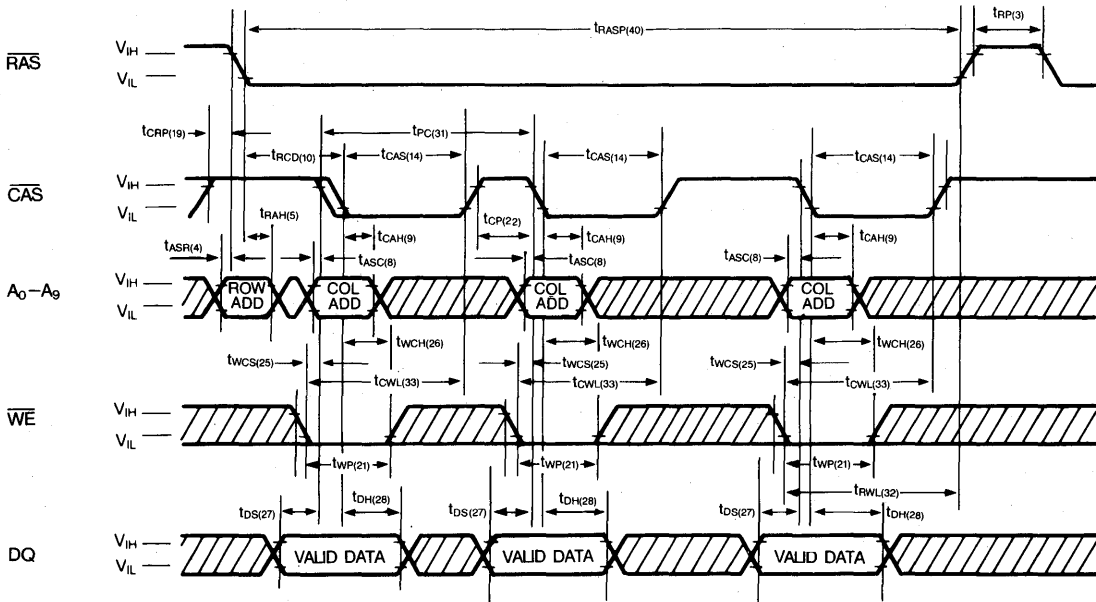 tRASP(40) tRP(3)
RAS VIH
VIL
tCRP(19) tPC(31)
tRCD(10) tCAS(14) tCAS(14) tCAS(14)
CAS VIH
VIL
tRAH(5) tCP(22)
tCAH(9) tCAH(9) tCAH(9)
tASR(4) tASC(8) tASC(8) tASC(8)
A0–A9 VIH ROW ADD COL ADD COL ADD COL ADD
VIL
tWCH(26) tWCH(26) tWCH(26)
tWCS(25) tWCS(25) tWCS(25)
tCWL(33) tCWL(33) tCWL(33)
WE VIH
VIL
tWP(21) tWP(21) tWP(21)
tRWL(32)
tDS(27) tDH(28) tDS(27) tDH(28) tDS(27) tDH(28)
DQ VIH
VIL VALID DATA VALID DATA VALID DATA